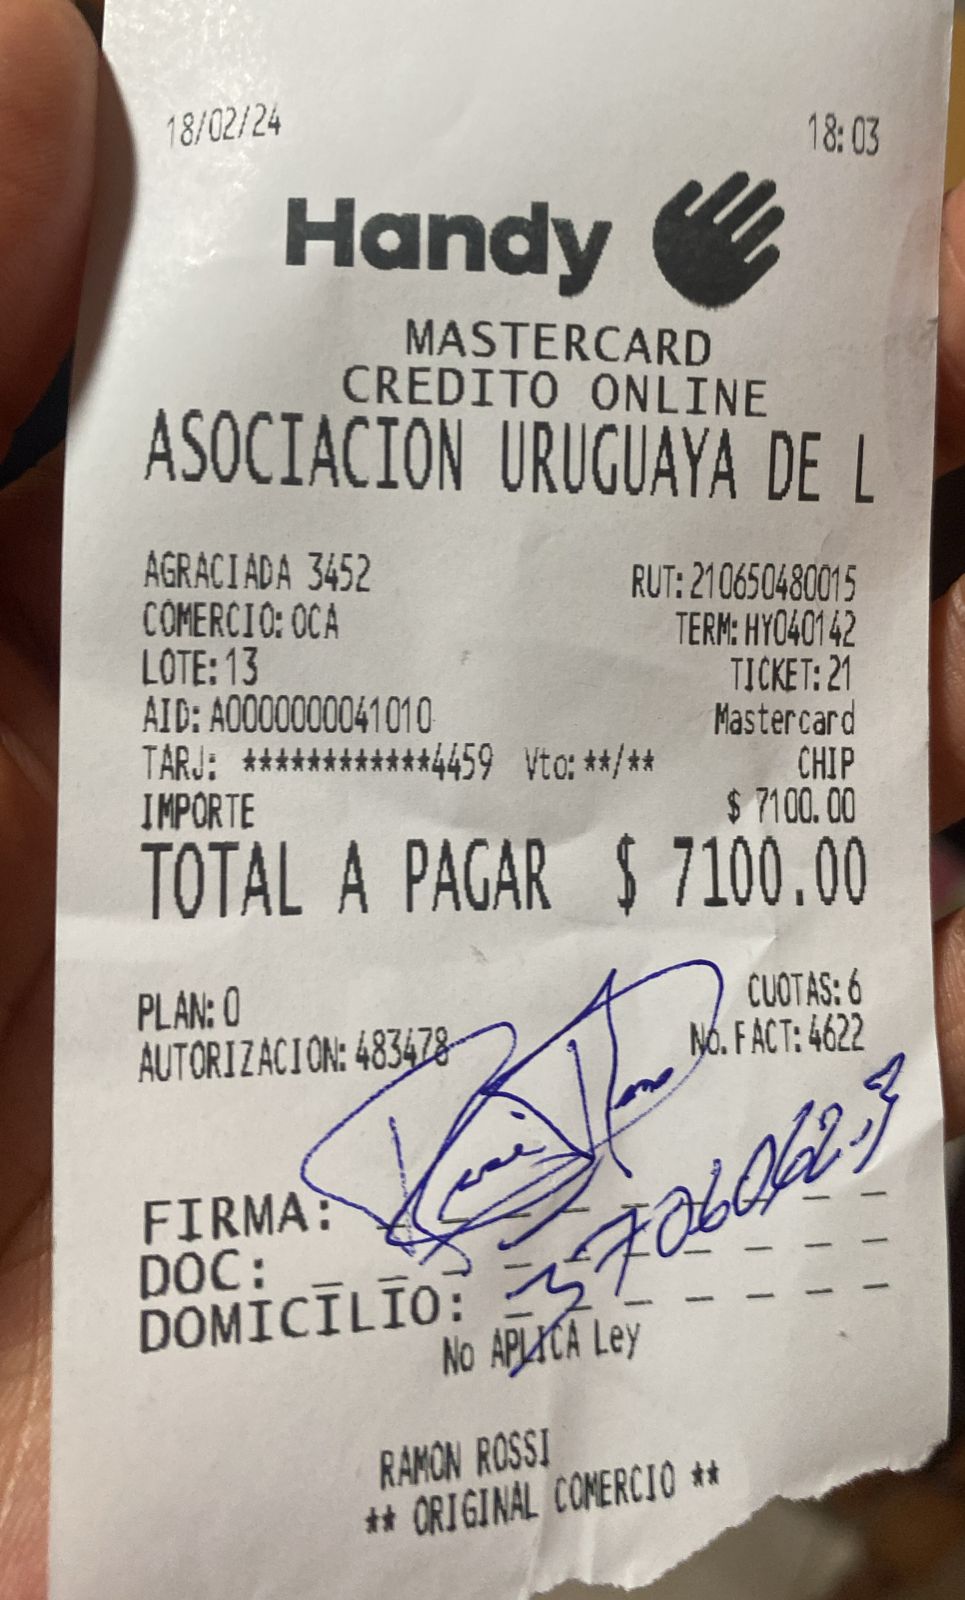 18/02/24 18:03
Handy
MASTERCARD
CREDITO ONLINE
ASOCIACION URUGUAYA DE L
AGRACIADA 3452 RUT: 210650480015
COMERCIO: OCA TERM: HY040142
LOTE: 13 TICKET: 21
AID: A0000000041010 Mastercard
TARJ: ************4459 Vto: **/** CHIP
IMPORTE $ 7100.00
TOTAL A PAGAR $ 7100.00
PLAN: 0 CUOTAS: 6
AUTORIZACION: 483478 No. FACT: 4622
FIRMA:
DOC:
DOMICILIO:
No APLICA Ley
RAMON ROSSI
** ORIGINAL COMERCIO **